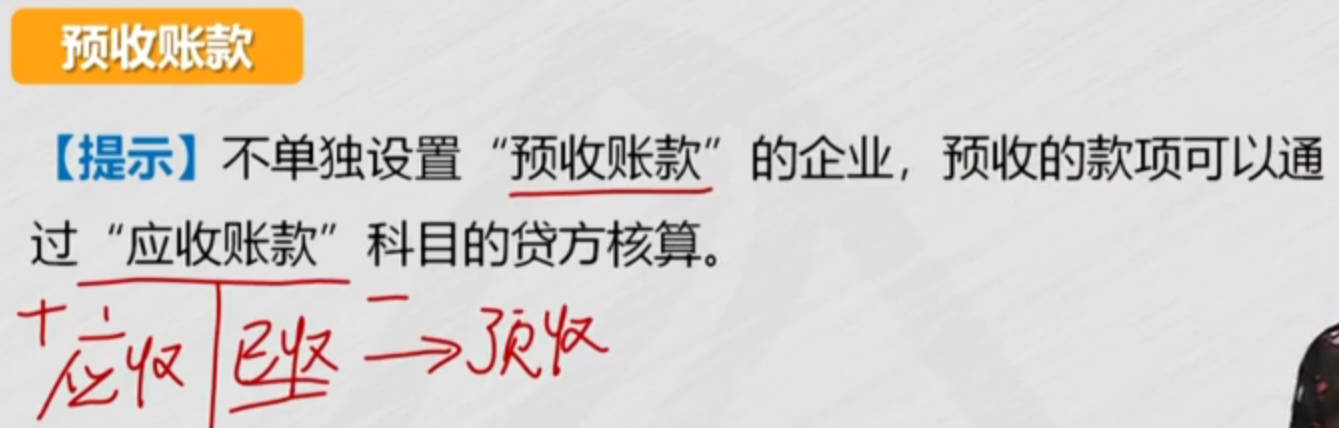 预收账款
【提示】不单独设置“预收账款”的企业，预收的款项可以通
过“应收账款”科目的贷方核算。
+ 应收 | 已收 - → 预收